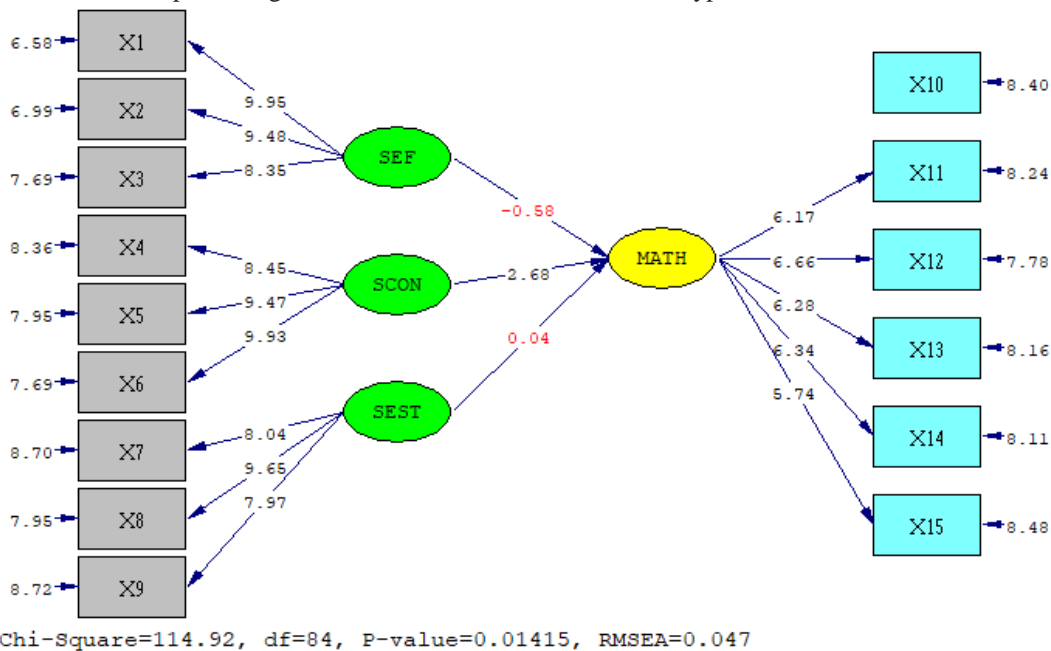 6.58 X1
6.99 X2
7.69 X3
8.36 X4
7.95 X5
7.69 X6
8.70 X7
7.95 X8
8.72 X9
9.95
9.48
8.35
8.45
9.47
9.93
8.04
9.65
7.97
SEF
SCON
SEST
-0.58
2.68
0.04
MATH
6.17
6.66
6.28
6.34
5.74
X10 8.40
X11 8.24
X12 7.78
X13 8.16
X14 8.11
X15 8.48
Chi-Square=114.92, df=84, P-value=0.01415, RMSEA=0.047